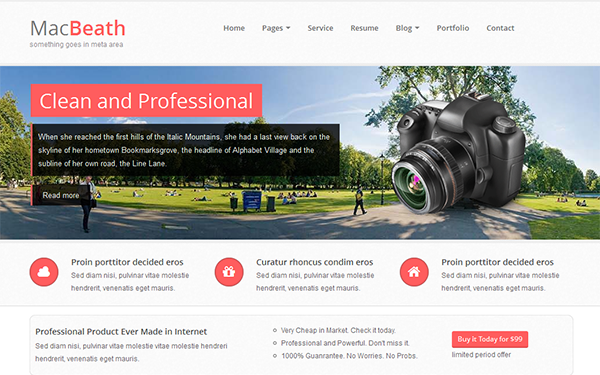 MacBeath
something goes in meta area
Home Pages Service Resume Blog Portfolio Contact
Clean and Professional
When she reached the first hills of the Italic Mountains, she had a last view back on the
skyline of her hometown Bookmarksgrove, the headline of Alphabet Village and the
subline of her own road, the Line Lane.
Read more
Proin porttitor decided eros
Sed diam nisi, pulvinar vitae molestie
hendrerit, venenatis eget mauris.
Curatur rhoncus condim eros
Sed diam nisi, pulvinar vitae molestie
hendrerit, venenatis eget mauris.
Proin porttitor decided eros
Sed diam nisi, pulvinar vitae molestie
hendrerit, venenatis eget mauris.
Professional Product Ever Made in Internet
Sed diam nisi, pulvinar vitae molestie vitae molestie hendreri
hendrerit, venenatis eget mauris.
Very Cheap in Market. Check it today.
Professional and Powerful. Don't miss it.
1000% Guanrantee. No Worries. No Probs.
Buy It Today for $99
limited period offer